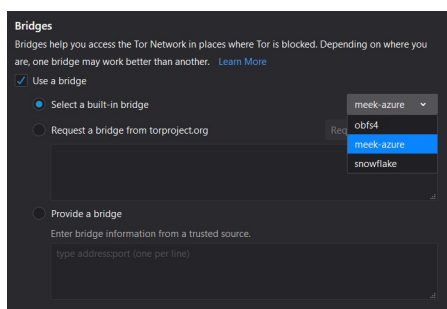 Bridges
Bridges help you access the Tor Network in places where Tor is blocked. Depending on where you
are, one bridge may work better than another. Learn More
Use a bridge
Select a built-in bridge
meek-azure
Request a bridge from torproject.org
Req
obfs4
meek-azure
snowflake
Provide a bridge
Enter bridge information from a trusted source.
type address:port (one per line)